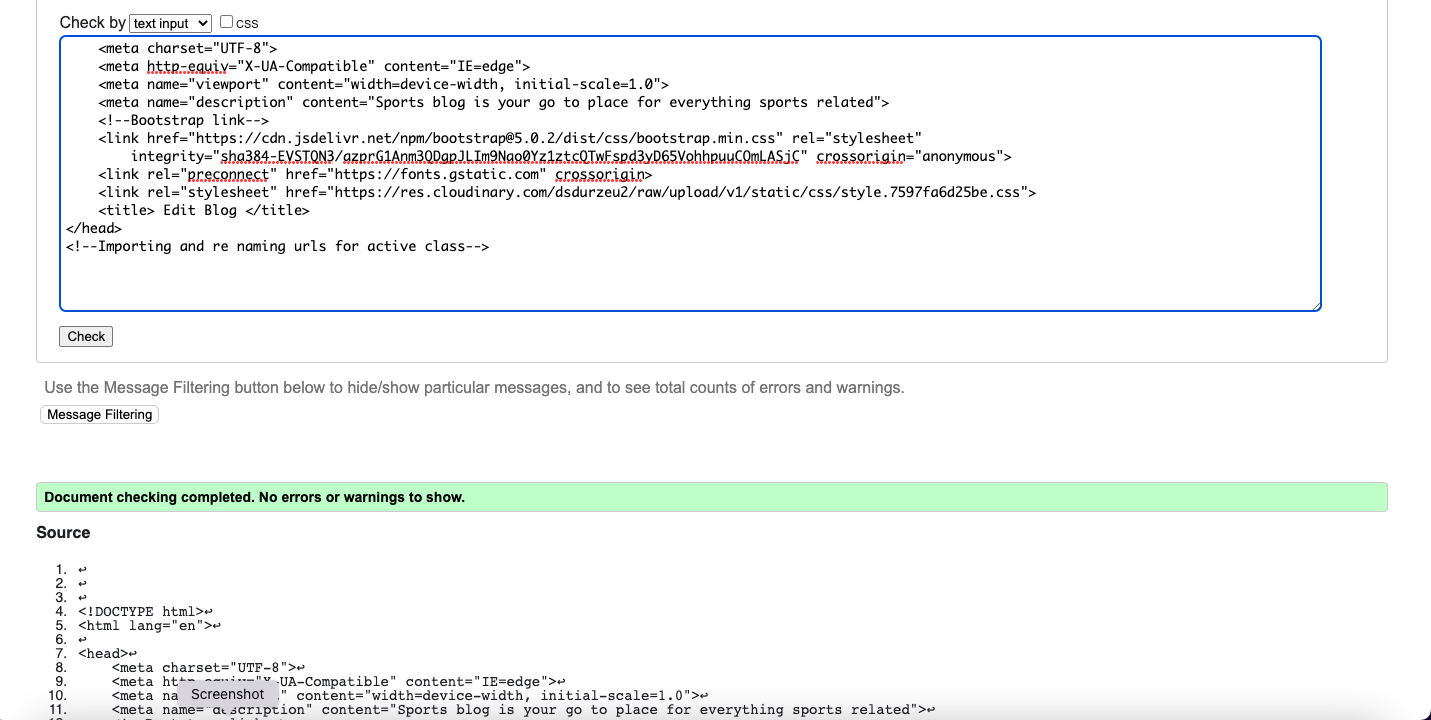 Check by text input css
<meta charset="UTF-8">
<meta http-equiv="X-UA-Compatible" content="IE=edge">
<meta name="viewport" content="width=device-width, initial-scale=1.0">
<meta name="description" content="Sports blog is your go to place for everything sports related">
<!--Bootstrap link-->
<link href="https://cdn.jsdelivr.net/npm/bootstrap@5.0.2/dist/css/bootstrap.min.css" rel="stylesheet"
integrity="sha384-EVSTQN3/azprG1Anm3QDgpJLIm9Nao0Yz1ztcQTwFspd3yD65VohhpuuCOmLASjC" crossorigin="anonymous">
<link rel="preconnect" href="https://fonts.gstatic.com" crossorigin>
<link rel="stylesheet" href="https://res.cloudinary.com/dsdurzeu2/raw/upload/v1/static/css/style.7597fa6d25be.css">
<title> Edit Blog </title>
</head>
<!--Importing and re naming urls for active class-->
Check
Use the Message Filtering button below to hide/show particular messages, and to see total counts of errors and warnings.
Message Filtering
Document checking completed. No errors or warnings to show.
Source
1. ↩
2. ↩
3. ↩
4. <!DOCTYPE html>↩
5. <html lang="en">↩
6. ↩
7. <head>↩
8. <meta charset="UTF-8">↩
9. <meta http-equiv="X-UA-Compatible" content="IE=edge">↩
10. <meta na " content="width=device-width, initial-scale=1.0">↩
Screenshot
11. <meta name="description" content="Sports blog is your go to place for everything sports related">↩